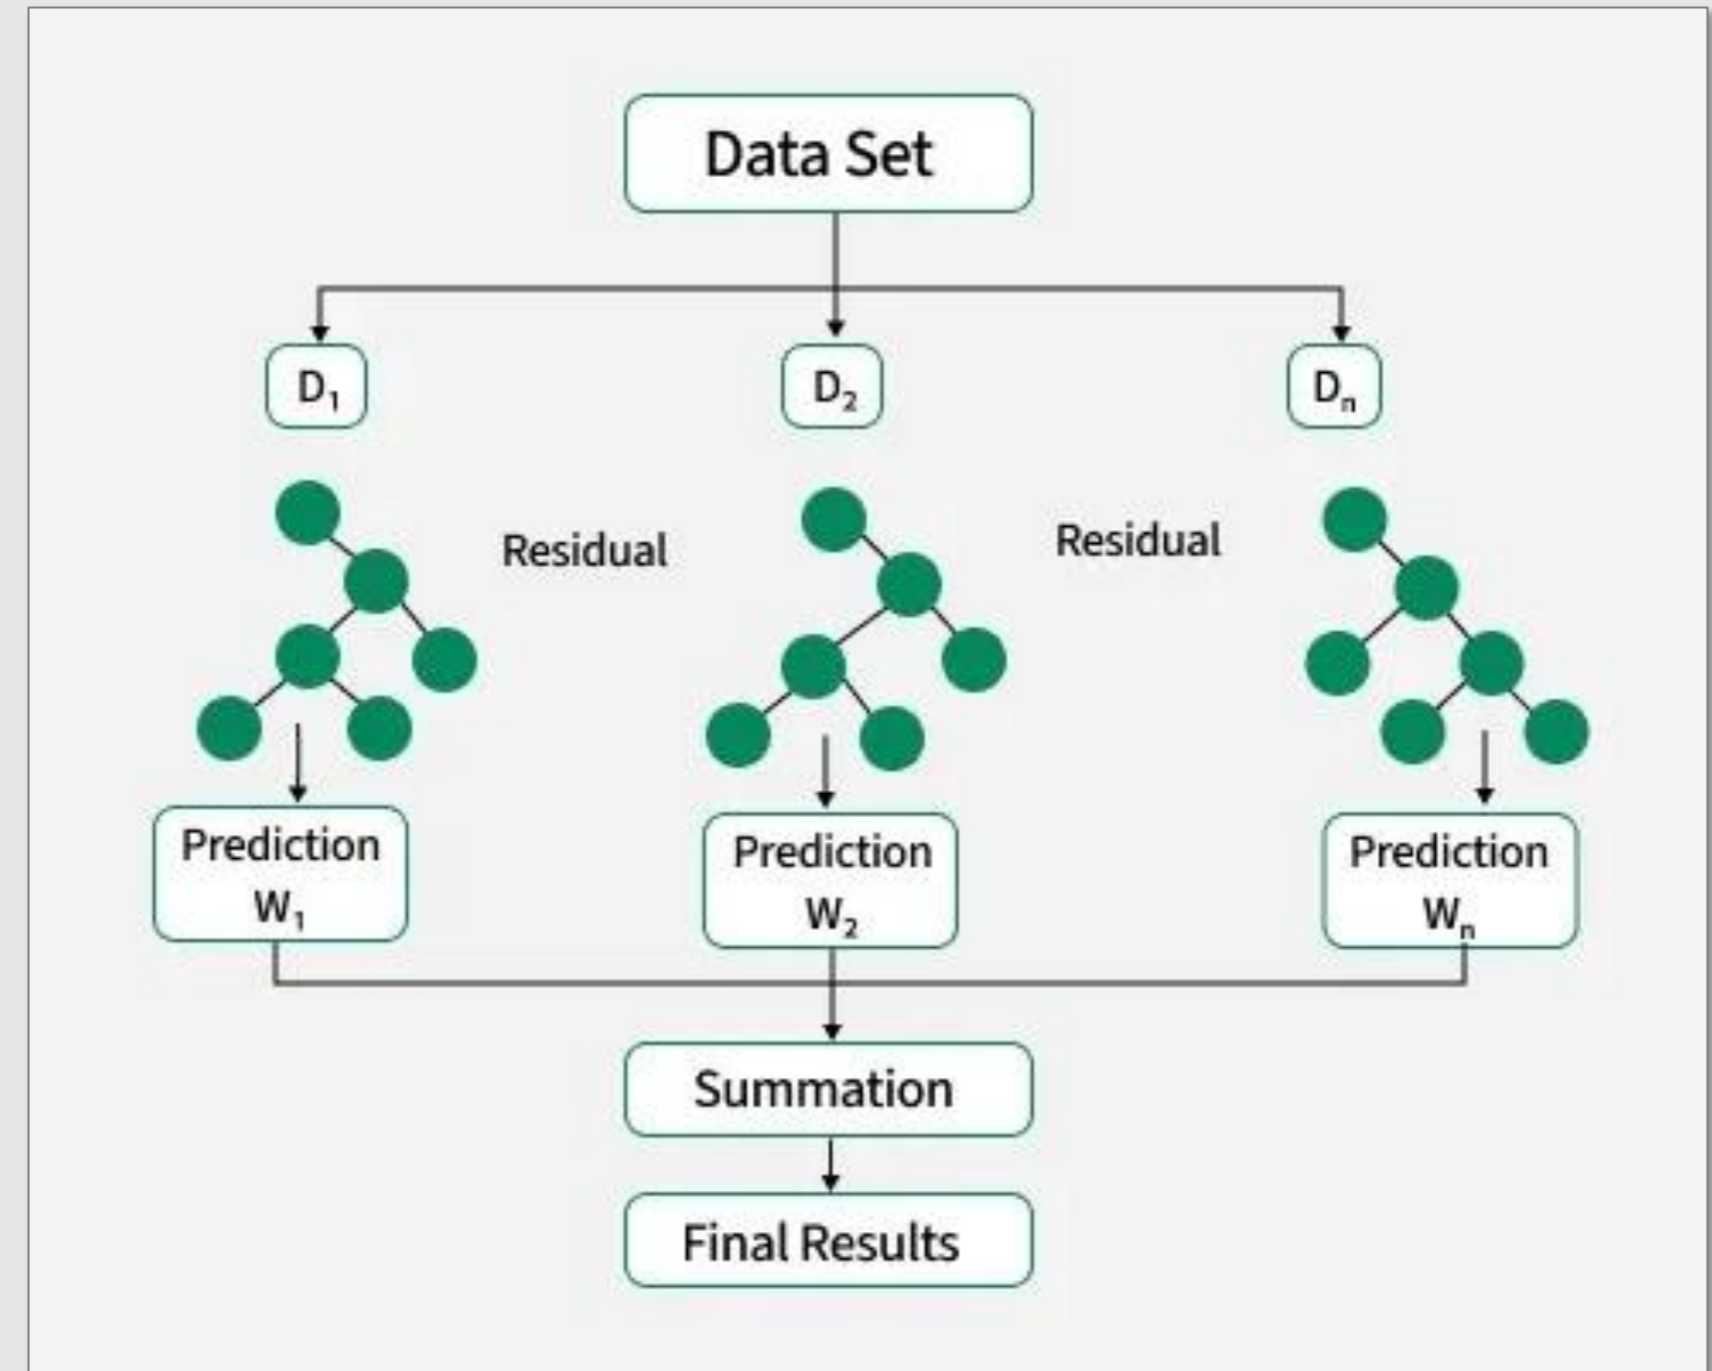 Data Set
D₁ D₂ Dₙ
Residual Residual
Prediction
W₁
Prediction
W₂
Prediction
Wₙ
Summation
Final Results